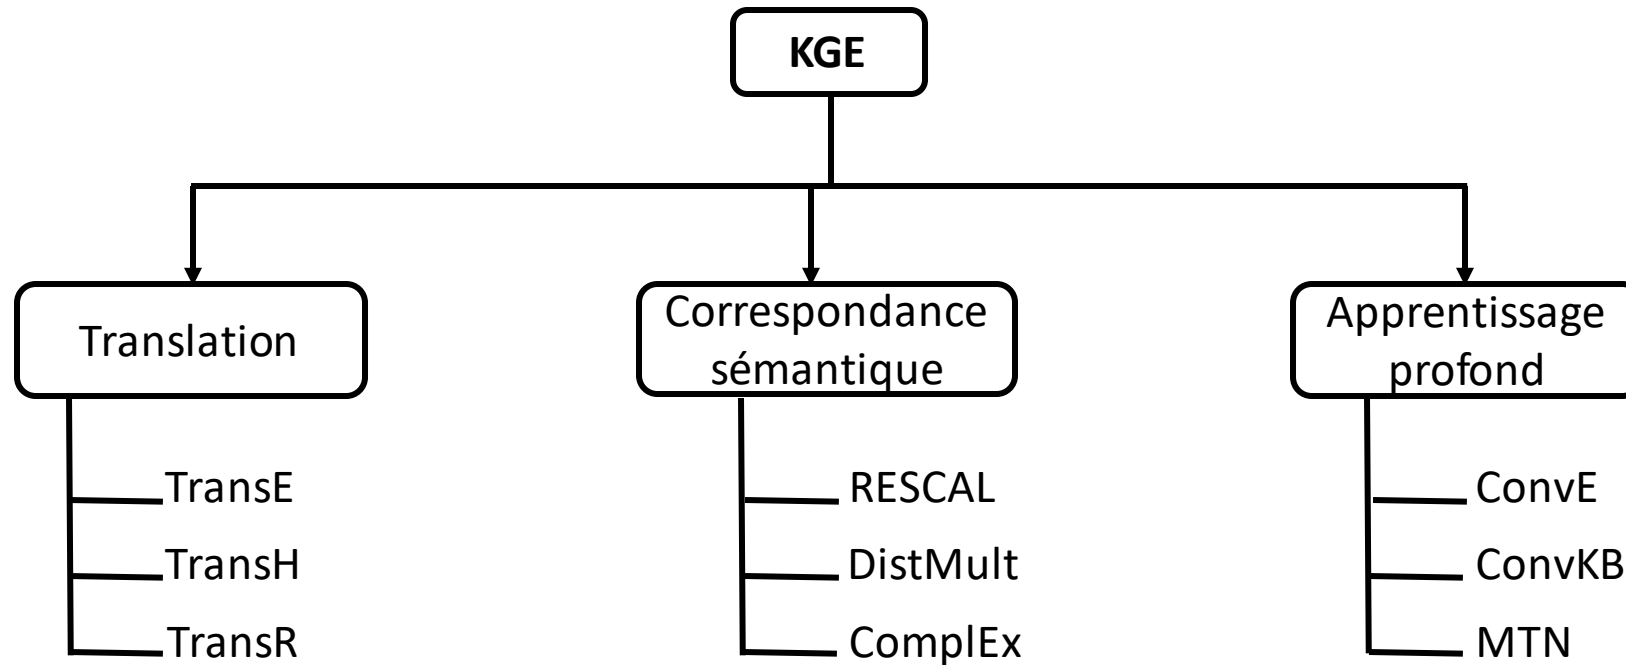 KGE
Translation
TransE
TransH
TransR
Correspondance
sémantique
RESCAL
DistMult
ComplEx
Apprentissage
profond
ConvE
ConvKB
MTN